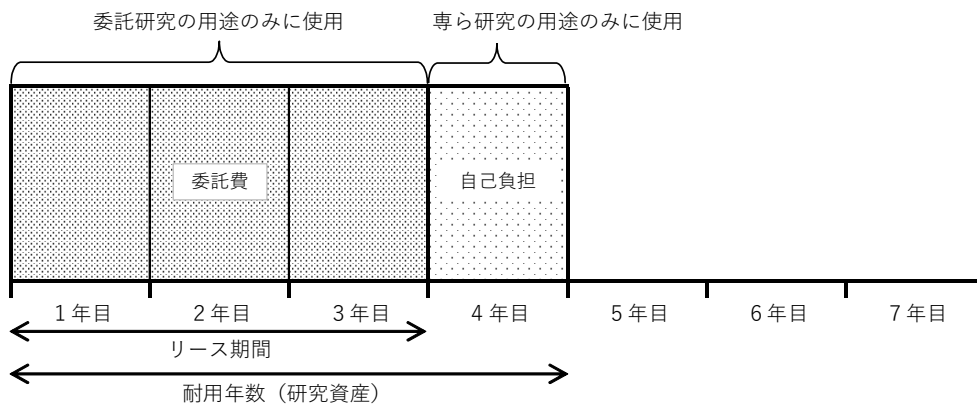 委託研究の用途のみに使用
専ら研究の用途のみに使用
委託費
自己負担
1年目
2年目
3年目
4年目
5年目
6年目
7年目
リース期間
耐用年数（研究資産）